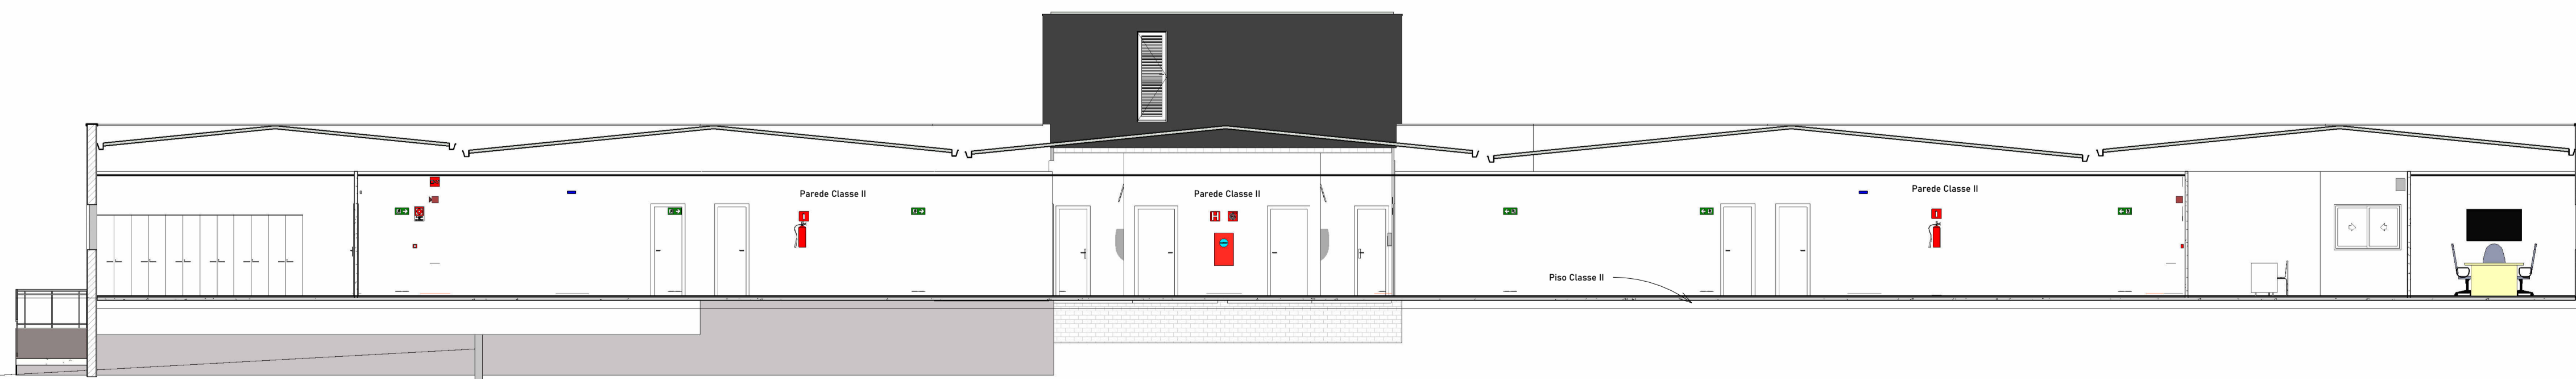 Parede Classe II
Parede Classe II
Parede Classe II
H
Piso Classe II